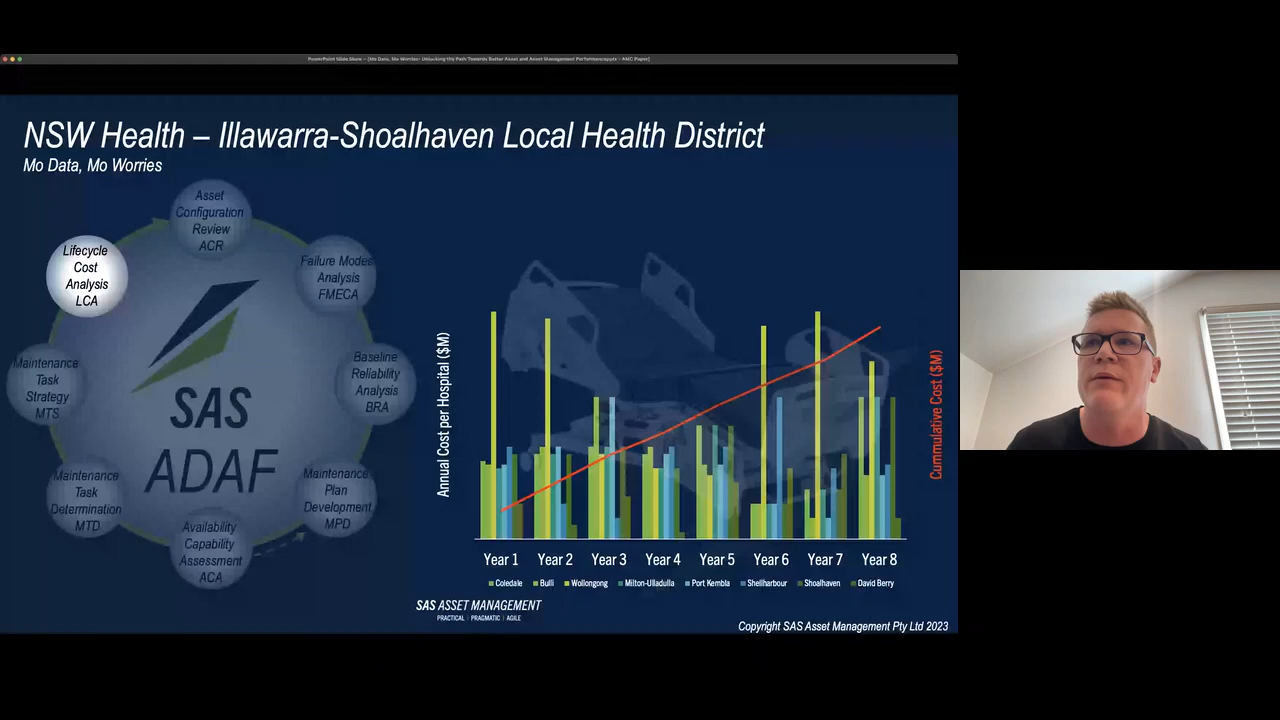 PowerPoint Slide Show - [Mo Data, Mo Worries- Unlocking the Path Towards Better Asset and Asset Management Performance.pptx - AMC Paper]
NSW Health – Illawarra-Shoalhaven Local Health District
Mo Data, Mo Worries
Asset
Configuration
Review
ACR
Lifecycle
Cost
Analysis
LCA
Failure Modes
Analysis
FMECA
Maintenance
Task
Strategy
MTS
SAS
ADAF
Baseline
Reliability
Analysis
BRA
Maintenance
Task
Determination
MTD
Availability
Capability
Assessment
ACA
Maintenance
Plan
Development
MPD
Annual Cost per Hospital ($M)
Cummulative Cost ($M)
Year 1
Year 2
Year 3
Year 4
Year 5
Year 6
Year 7
Year 8
Coledale
Bulli
Wollongong
Milton-Ulladulla
Port Kembla
Shellharbour
Shoalhaven
David Berry
SAS ASSET MANAGEMENT
PRACTICAL | PRAGMATIC | AGILE
Copyright SAS Asset Management Pty Ltd 2023